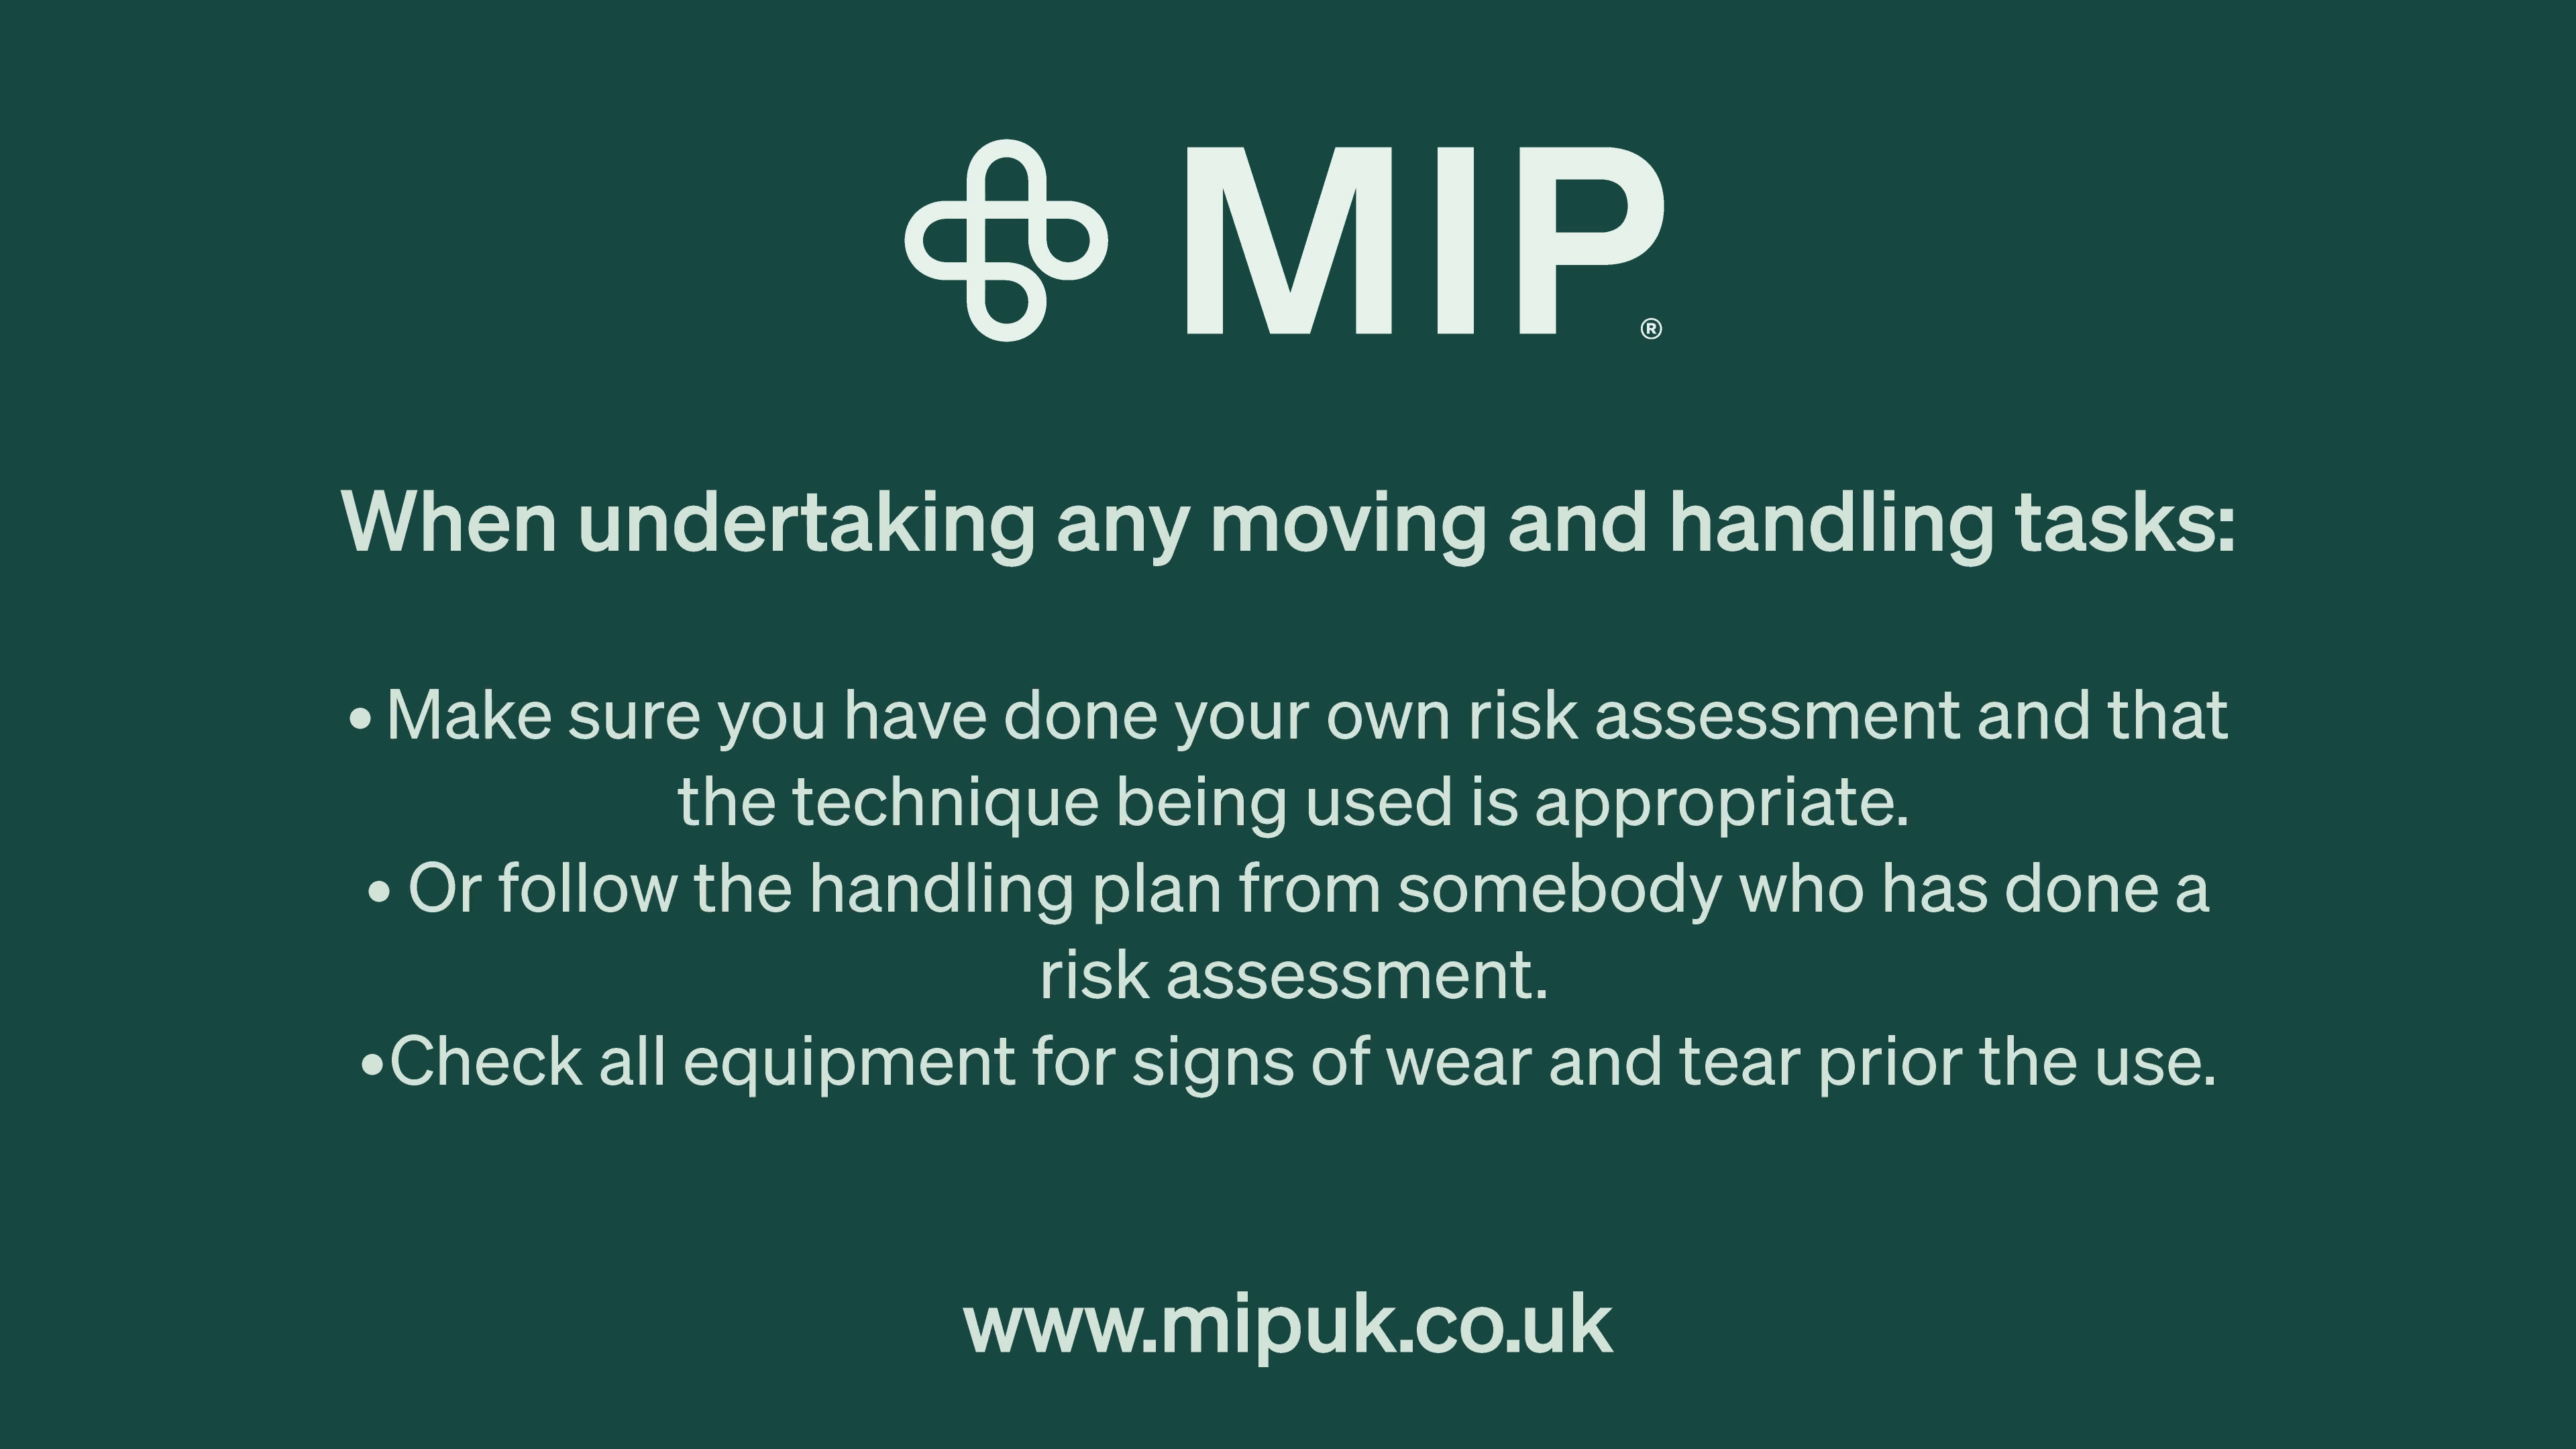 MIP®
When undertaking any moving and handling tasks:
• Make sure you have done your own risk assessment and that
the technique being used is appropriate.
• Or follow the handling plan from somebody who has done a
risk assessment.
•Check all equipment for signs of wear and tear prior the use.
www.mipuk.co.uk